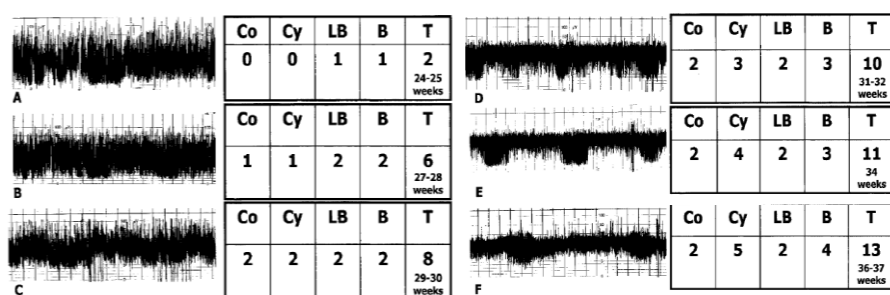 Co Cy LB B T
0 0 1 1 2
24-25
weeks
A
Co Cy LB B T
1 1 2 2 6
27-28
weeks
B
Co Cy LB B T
2 2 2 2 8
29-30
weeks
C
Co Cy LB B T
2 3 2 3 10
31-32
weeks
D
Co Cy LB B T
2 4 2 3 11
34
weeks
E
Co Cy LB B T
2 5 2 4 13
36-37
weeks
F